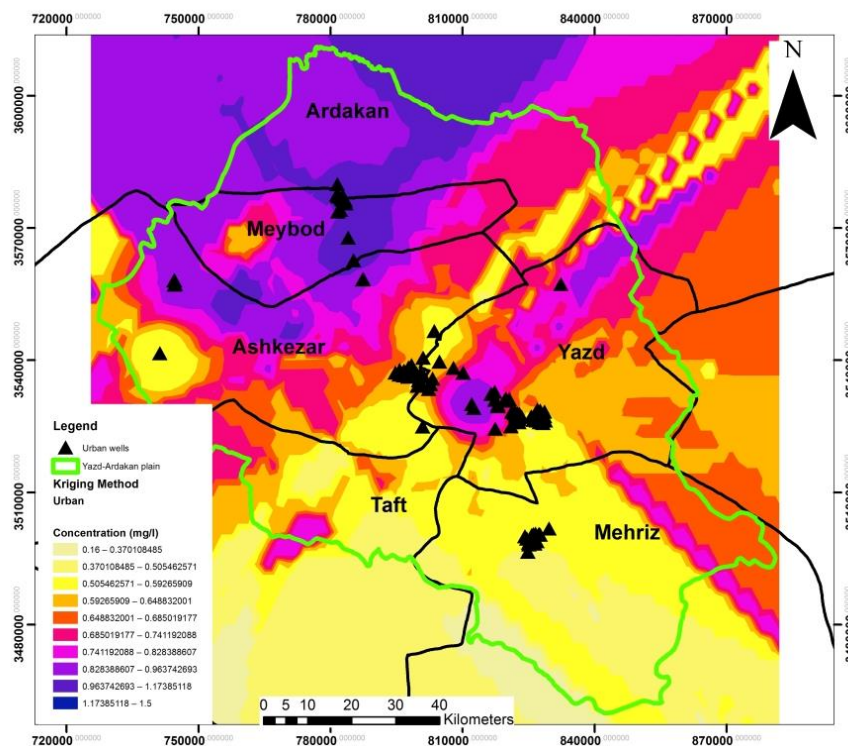 720000 750000 780000 810000 840000 870000
N
3600000
Ardakan
3570000
3570000
Meybod
Ashkezar
Yazd
3540000
Legend
Urban wells
Yazd-Ardakan plain
Kriging Method
Urban
Taft
Mehriz
3510000
Concentration (mg/l)
0.16 – 0.370108485
0.370108485 – 0.505462571
0.505462571 – 0.59265909
0.59265909 – 0.648832001
0.648832001 – 0.685019177
0.685019177 – 0.741192088
0.741192088 – 0.828388607
0.828388607 – 0.963742693
0.963742693 – 1.17385118
1.17385118 – 1.5
3480000
0 5 10 20 30 40
Kilometers
720000 750000 780000 810000 840000 870000